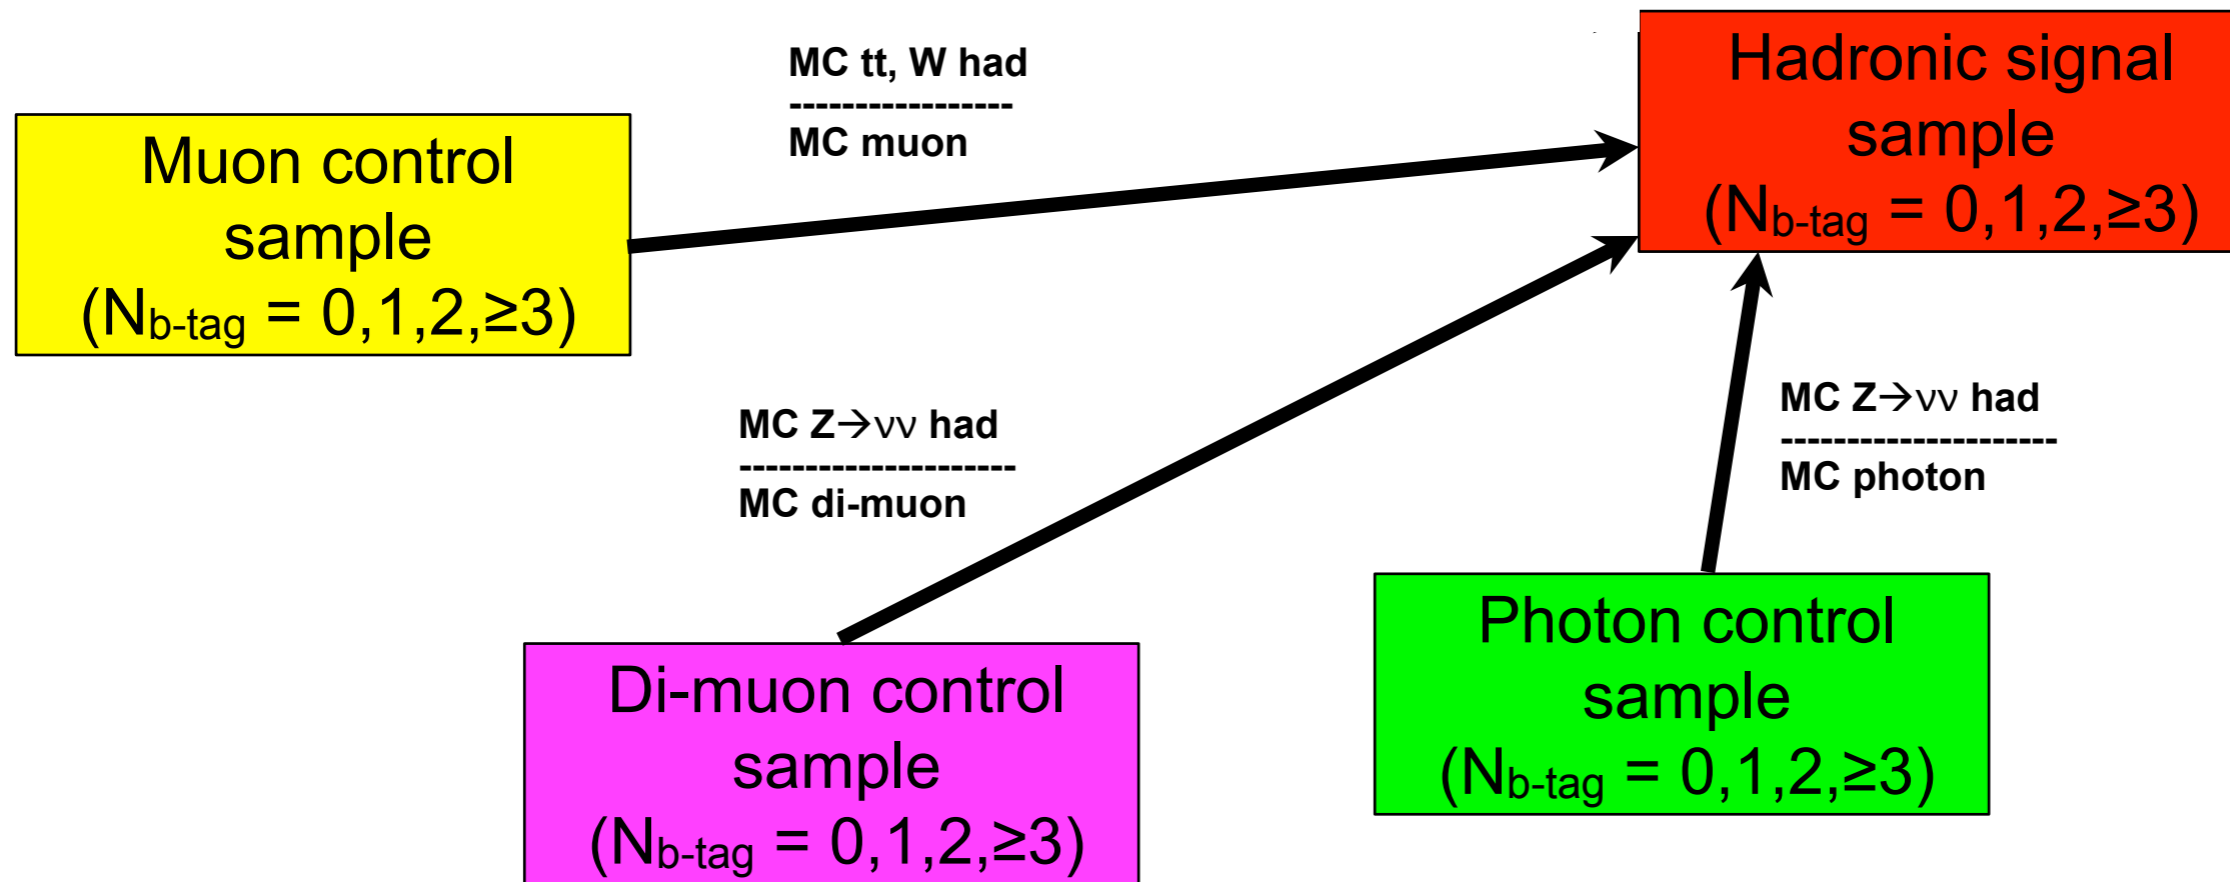 MC tt, W had
-----------------
MC muon
Hadronic signal
sample
(Nb-tag = 0,1,2,≥3)
Muon control
sample
(Nb-tag = 0,1,2,≥3)
MC Z→νν had
---------------------
MC di-muon
MC Z→νν had
---------------------
MC photon
Di-muon control
sample
(Nb-tag = 0,1,2,≥3)
Photon control
sample
(Nb-tag = 0,1,2,≥3)